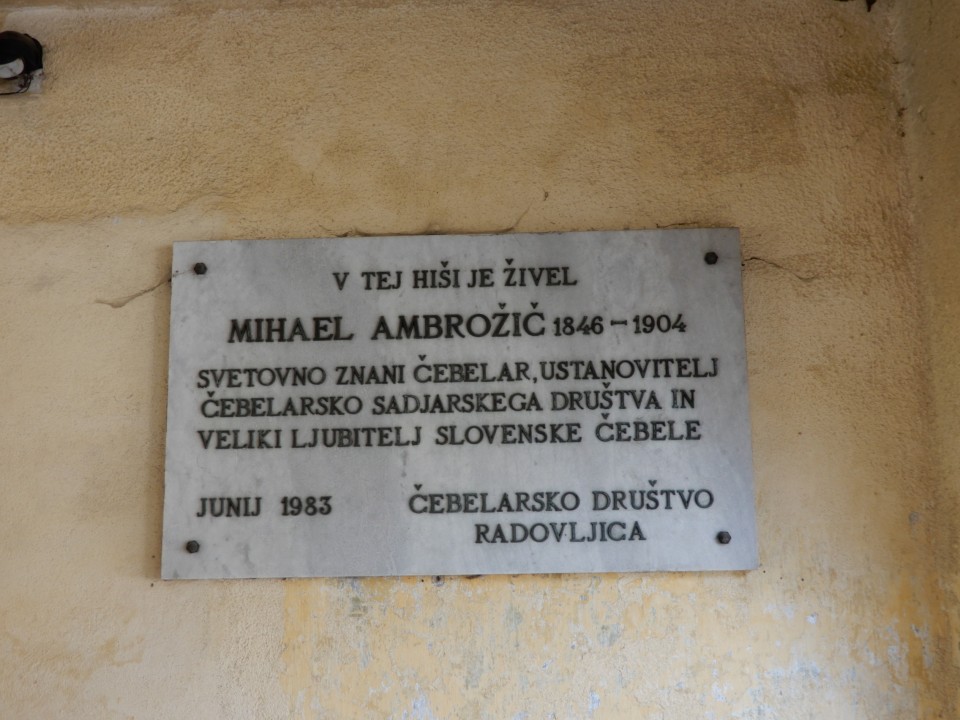 V TEJ HIŠI JE ŽIVEL
MIHAEL AMBROŽIČ 1846 – 1904
SVETOVNO ZNANI ČEBELAR, USTANOVITELJ
ČEBELARSKO SADJARSKEGA DRUŠTVA IN
VELIKI LJUBITELJ SLOVENSKE ČEBELE
JUNIJ 1983 ČEBELARSKO DRUŠTVO
RADOVLJICA